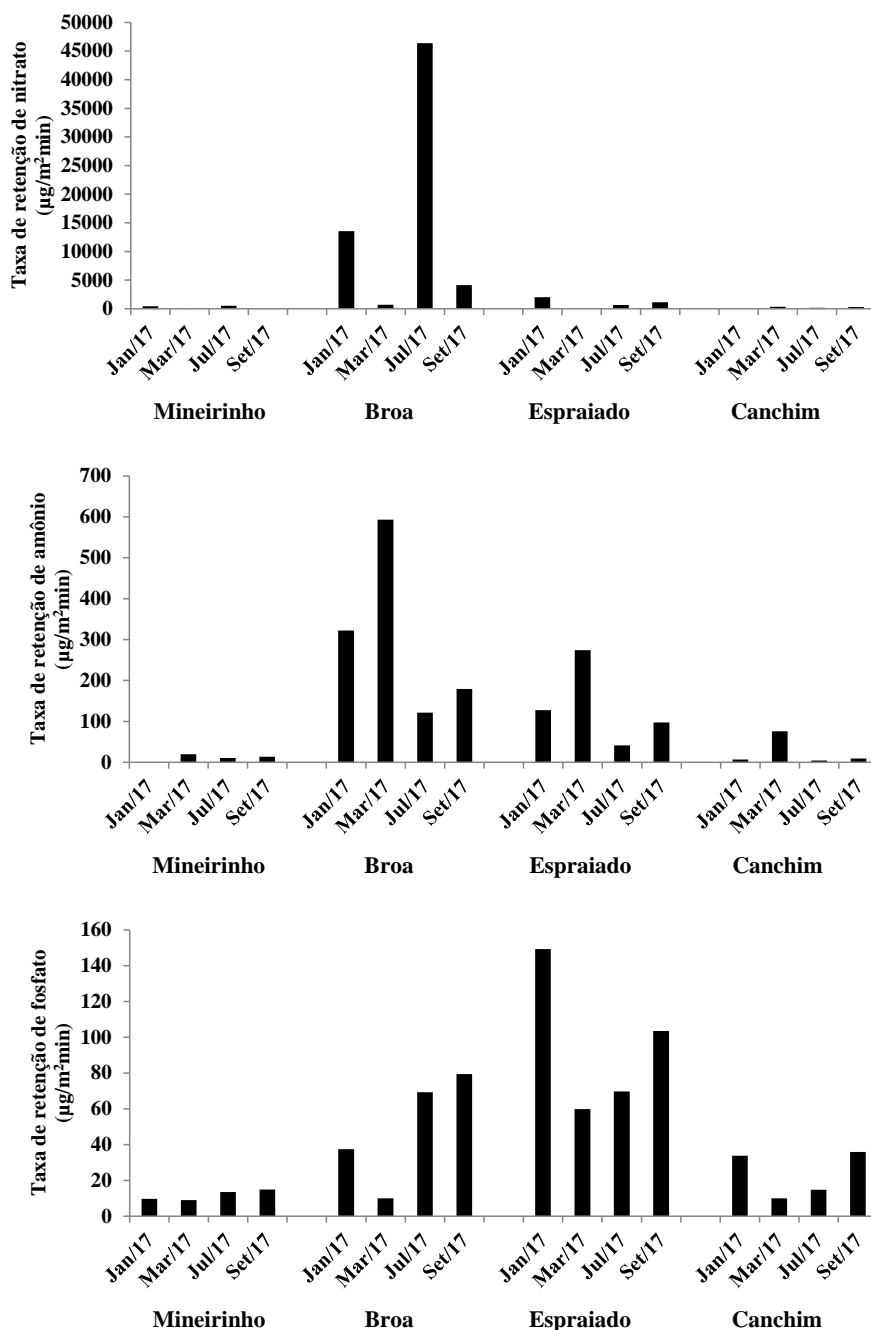 Taxa de retenção de nitrato
(µg/m²min)
50000
45000
40000
35000
30000
25000
20000
15000
10000
5000
0
Jan/17 Mar/17 Jul/17 Set/17 Jan/17 Mar/17 Jul/17 Set/17 Jan/17 Mar/17 Jul/17 Set/17 Jan/17 Mar/17 Jul/17 Set/17
Mineirinho Broa Espraiado Canchim
Taxa de retenção de amônio
(µg/m²min)
700
600
500
400
300
200
100
0
Jan/17 Mar/17 Jul/17 Set/17 Jan/17 Mar/17 Jul/17 Set/17 Jan/17 Mar/17 Jul/17 Set/17 Jan/17 Mar/17 Jul/17 Set/17
Mineirinho Broa Espraiado Canchim
Taxa de retenção de fosfato
(µg/m²min)
160
140
120
100
80
60
40
20
0
Jan/17 Mar/17 Jul/17 Set/17 Jan/17 Mar/17 Jul/17 Set/17 Jan/17 Mar/17 Jul/17 Set/17 Jan/17 Mar/17 Jul/17 Set/17
Mineirinho Broa Espraiado Canchim